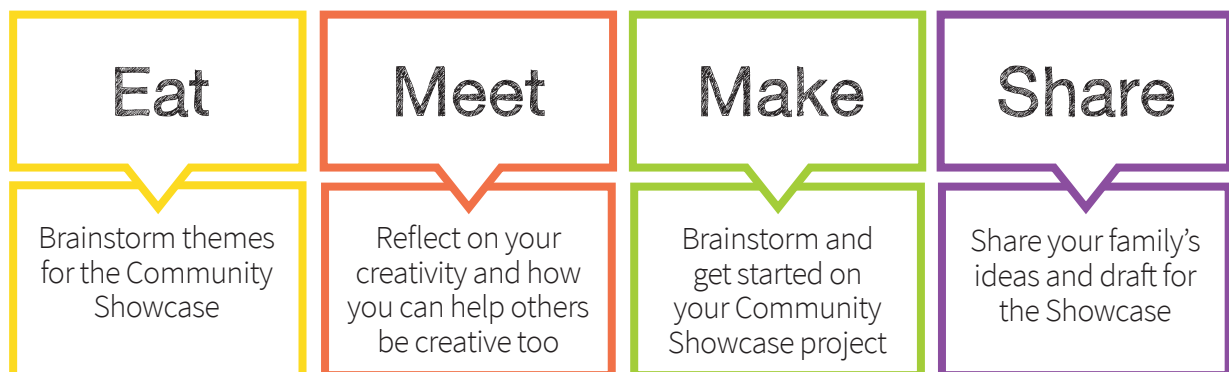 Eat
Brainstorm themes
for the Community
Showcase
Meet
Reflect on your
creativity and how
you can help others
be creative too
Make
Brainstorm and
get started on
your Community
Showcase project
Share
Share your family’s
ideas and draft for
the Showcase